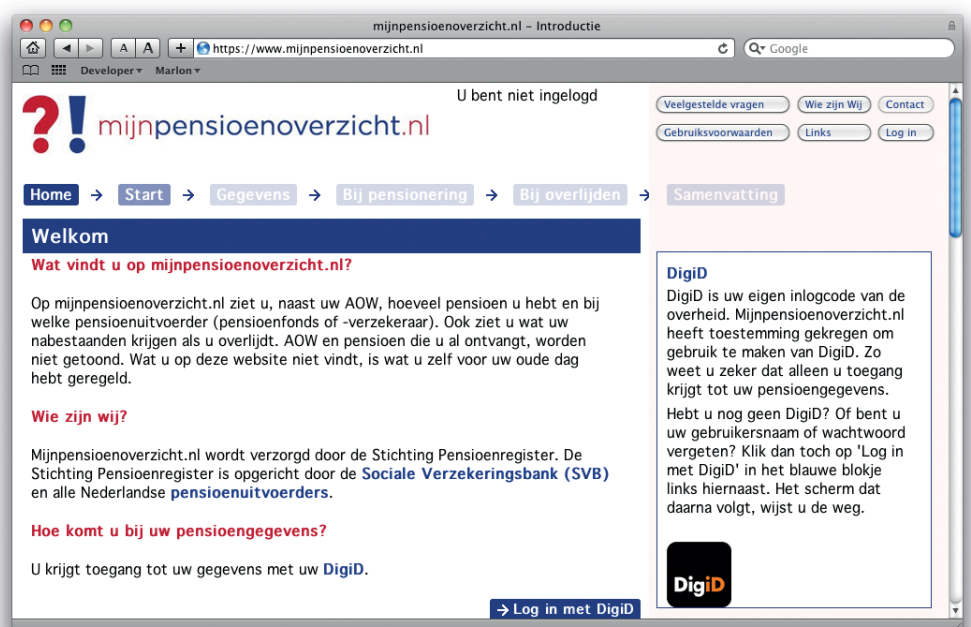 mijnpensioenoverzicht.nl – Introductie
A A + https://www.mijnpensioenoverzicht.nl Google
Developer Marlon
U bent niet ingelogd
?! mijnpensioenoverzicht.nl
Veelgestelde vragen Wie zijn Wij Contact
Gebruiksvoorwaarden Links Log in
Home → Start → Gegevens → Bij pensionering → Bij overlijden → Samenvatting
Welkom
Wat vindt u op mijnpensioenoverzicht.nl?
Op mijnpensioenoverzicht.nl ziet u, naast uw AOW, hoeveel pensioen u hebt en bij
welke pensioenuitvoerder (pensioenfonds of -verzekeraar). Ook ziet u wat uw
nabestaanden krijgen als u overlijdt. AOW en pensioen die u al ontvangt, worden
niet getoond. Wat u op deze website niet vindt, is wat u zelf voor uw oude dag
hebt geregeld.
Wie zijn wij?
Mijnpensioenoverzicht.nl wordt verzorgd door de Stichting Pensioenregister. De
Stichting Pensioenregister is opgericht door de Sociale Verzekeringsbank (SVB)
en alle Nederlandse pensioenuitvoerders.
Hoe komt u bij uw pensioengegevens?
U krijgt toegang tot uw gegevens met uw DigiD.
→ Log in met DigiD
DigiD
DigiD is uw eigen inlogcode van de
overheid. Mijnpensioenoverzicht.nl
heeft toestemming gekregen om
gebruik te maken van DigiD. Zo
weet u zeker dat alleen u toegang
krijgt tot uw pensioengegevens.
Hebt u nog geen DigiD? Of bent u
uw gebruikersnaam of wachtwoord
vergeten? Klik dan toch op 'Log in
met DigiD' in het blauwe blokje
links hiernaast. Het scherm dat
daarna volgt, wijst u de weg.
DigiD